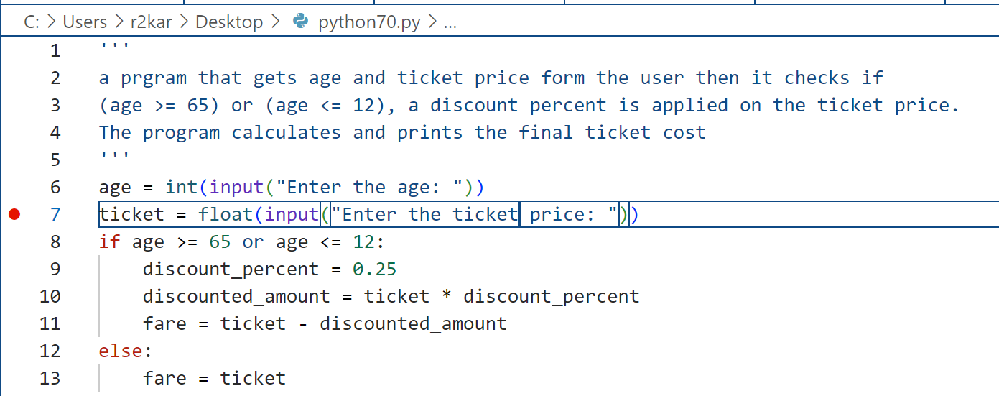 C: > Users > r2kar > Desktop > python70.py > ...
1 '''
2 a prgram that gets age and ticket price form the user then it checks if
3 (age >= 65) or (age <= 12), a discount percent is applied on the ticket price.
4 The program calculates and prints the final ticket cost
5 '''
6 age = int(input("Enter the age: "))
7 ticket = float(input("Enter the ticket price: "))
8 if age >= 65 or age <= 12:
9     discount_percent = 0.25
10     discounted_amount = ticket * discount_percent
11     fare = ticket - discounted_amount
12 else:
13     fare = ticket